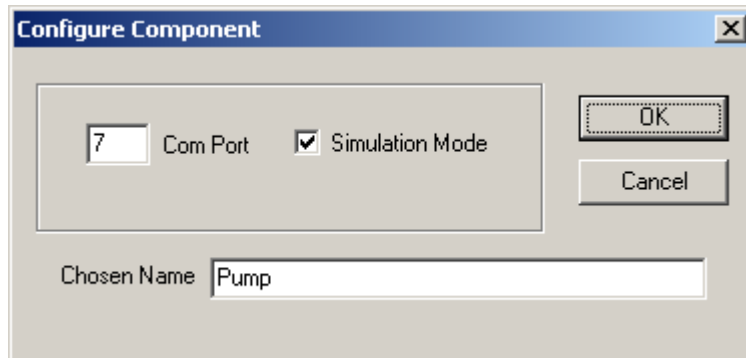 Configure Component
7 Com Port Simulation Mode
OK
Cancel
Chosen Name Pump